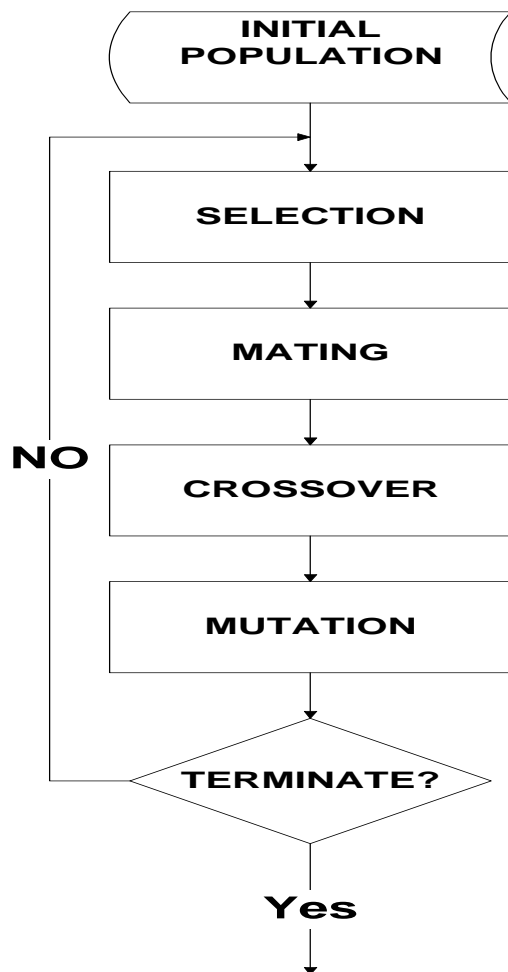 INITIAL
POPULATION
SELECTION
MATING
NO
CROSSOVER
MUTATION
TERMINATE?
Yes